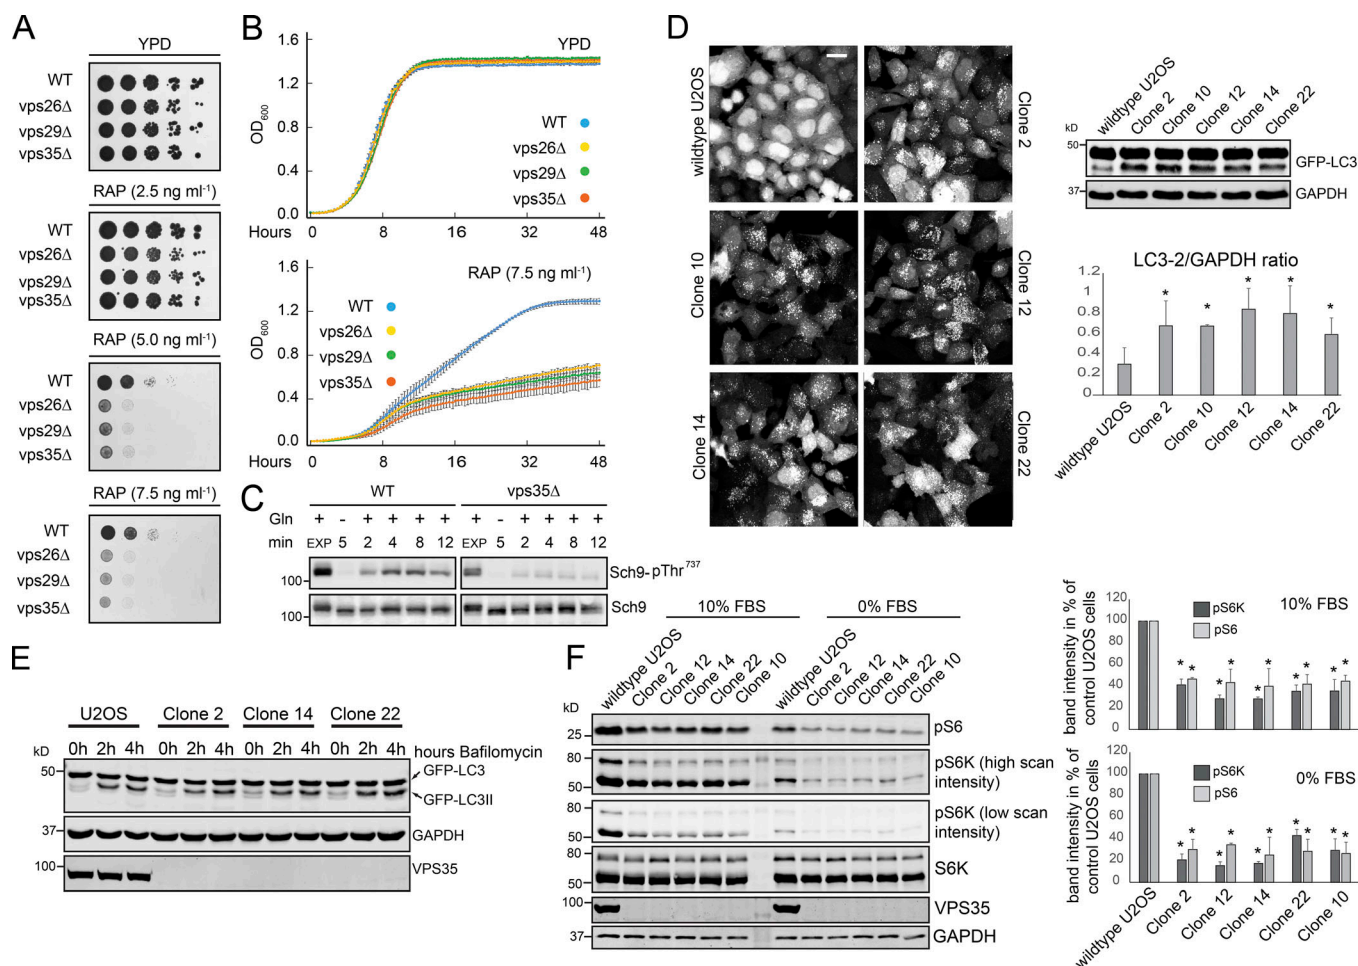 A
YPD
WT
vps26Δ
vps29Δ
vps35Δ
RAP (2.5 ng ml-1)
WT
vps26Δ
vps29Δ
vps35Δ
RAP (5.0 ng ml-1)
WT
vps26Δ
vps29Δ
vps35Δ
RAP (7.5 ng ml-1)
WT
vps26Δ
vps29Δ
vps35Δ
B
1.6
1.2
0.8
0.4
0.0
OD600
YPD
WT
vps26Δ
vps29Δ
vps35Δ
Hours 0 8 16 32 48
1.6
1.2
0.8
0.4
0.0
OD600
RAP (7.5 ng ml-1)
WT
vps26Δ
vps29Δ
vps35Δ
Hours 0 8 16 32 48
C
WT vps35Δ
Gln + - + + + + + - + + + +
min EXP 5 2 4 8 12 EXP 5 2 4 8 12
100
Sch9-pThr737
100
Sch9
D
wildtype U2OS
Clone 2
Clone 10
Clone 12
Clone 14
Clone 22
wildtype U2OS
Clone 2
Clone 10
Clone 12
Clone 14
Clone 22
kD
50
GFP-LC3
37
GAPDH
LC3-2/GAPDH ratio
1.2
1
0.8
0.6
0.4
0.2
0
* * * * *
wildtype U2OS
Clone 2
Clone 10
Clone 12
Clone 14
Clone 22
E
U2OS Clone 2 Clone 14 Clone 22
kD 0h 2h 4h 0h 2h 4h 0h 2h 4h 0h 2h 4h hours Bafilomycin
50
GFP-LC3
GFP-LC3II
37
GAPDH
100
VPS35
F
10% FBS 0% FBS
wildtype U2OS
Clone 2
Clone 12
Clone 14
Clone 22
Clone 10
wildtype U2OS
Clone 2
Clone 12
Clone 14
Clone 22
Clone 10
kD
25
pS6
80
50
pS6K (high scan
intensity)
80
50
pS6K (low scan
intensity)
80
50
S6K
100
VPS35
37
GAPDH
band intensity in % of
control U2OS cells
120
100
80
60
40
20
0
pS6K
pS6
10% FBS
* * * * * * * * * *
band intensity in % of
control U2OS cells
120
100
80
60
40
20
0
pS6K
pS6
0% FBS
* * * * * * * * * *
wildtype U2OS
Clone 2
Clone 12
Clone 14
Clone 22
Clone 10